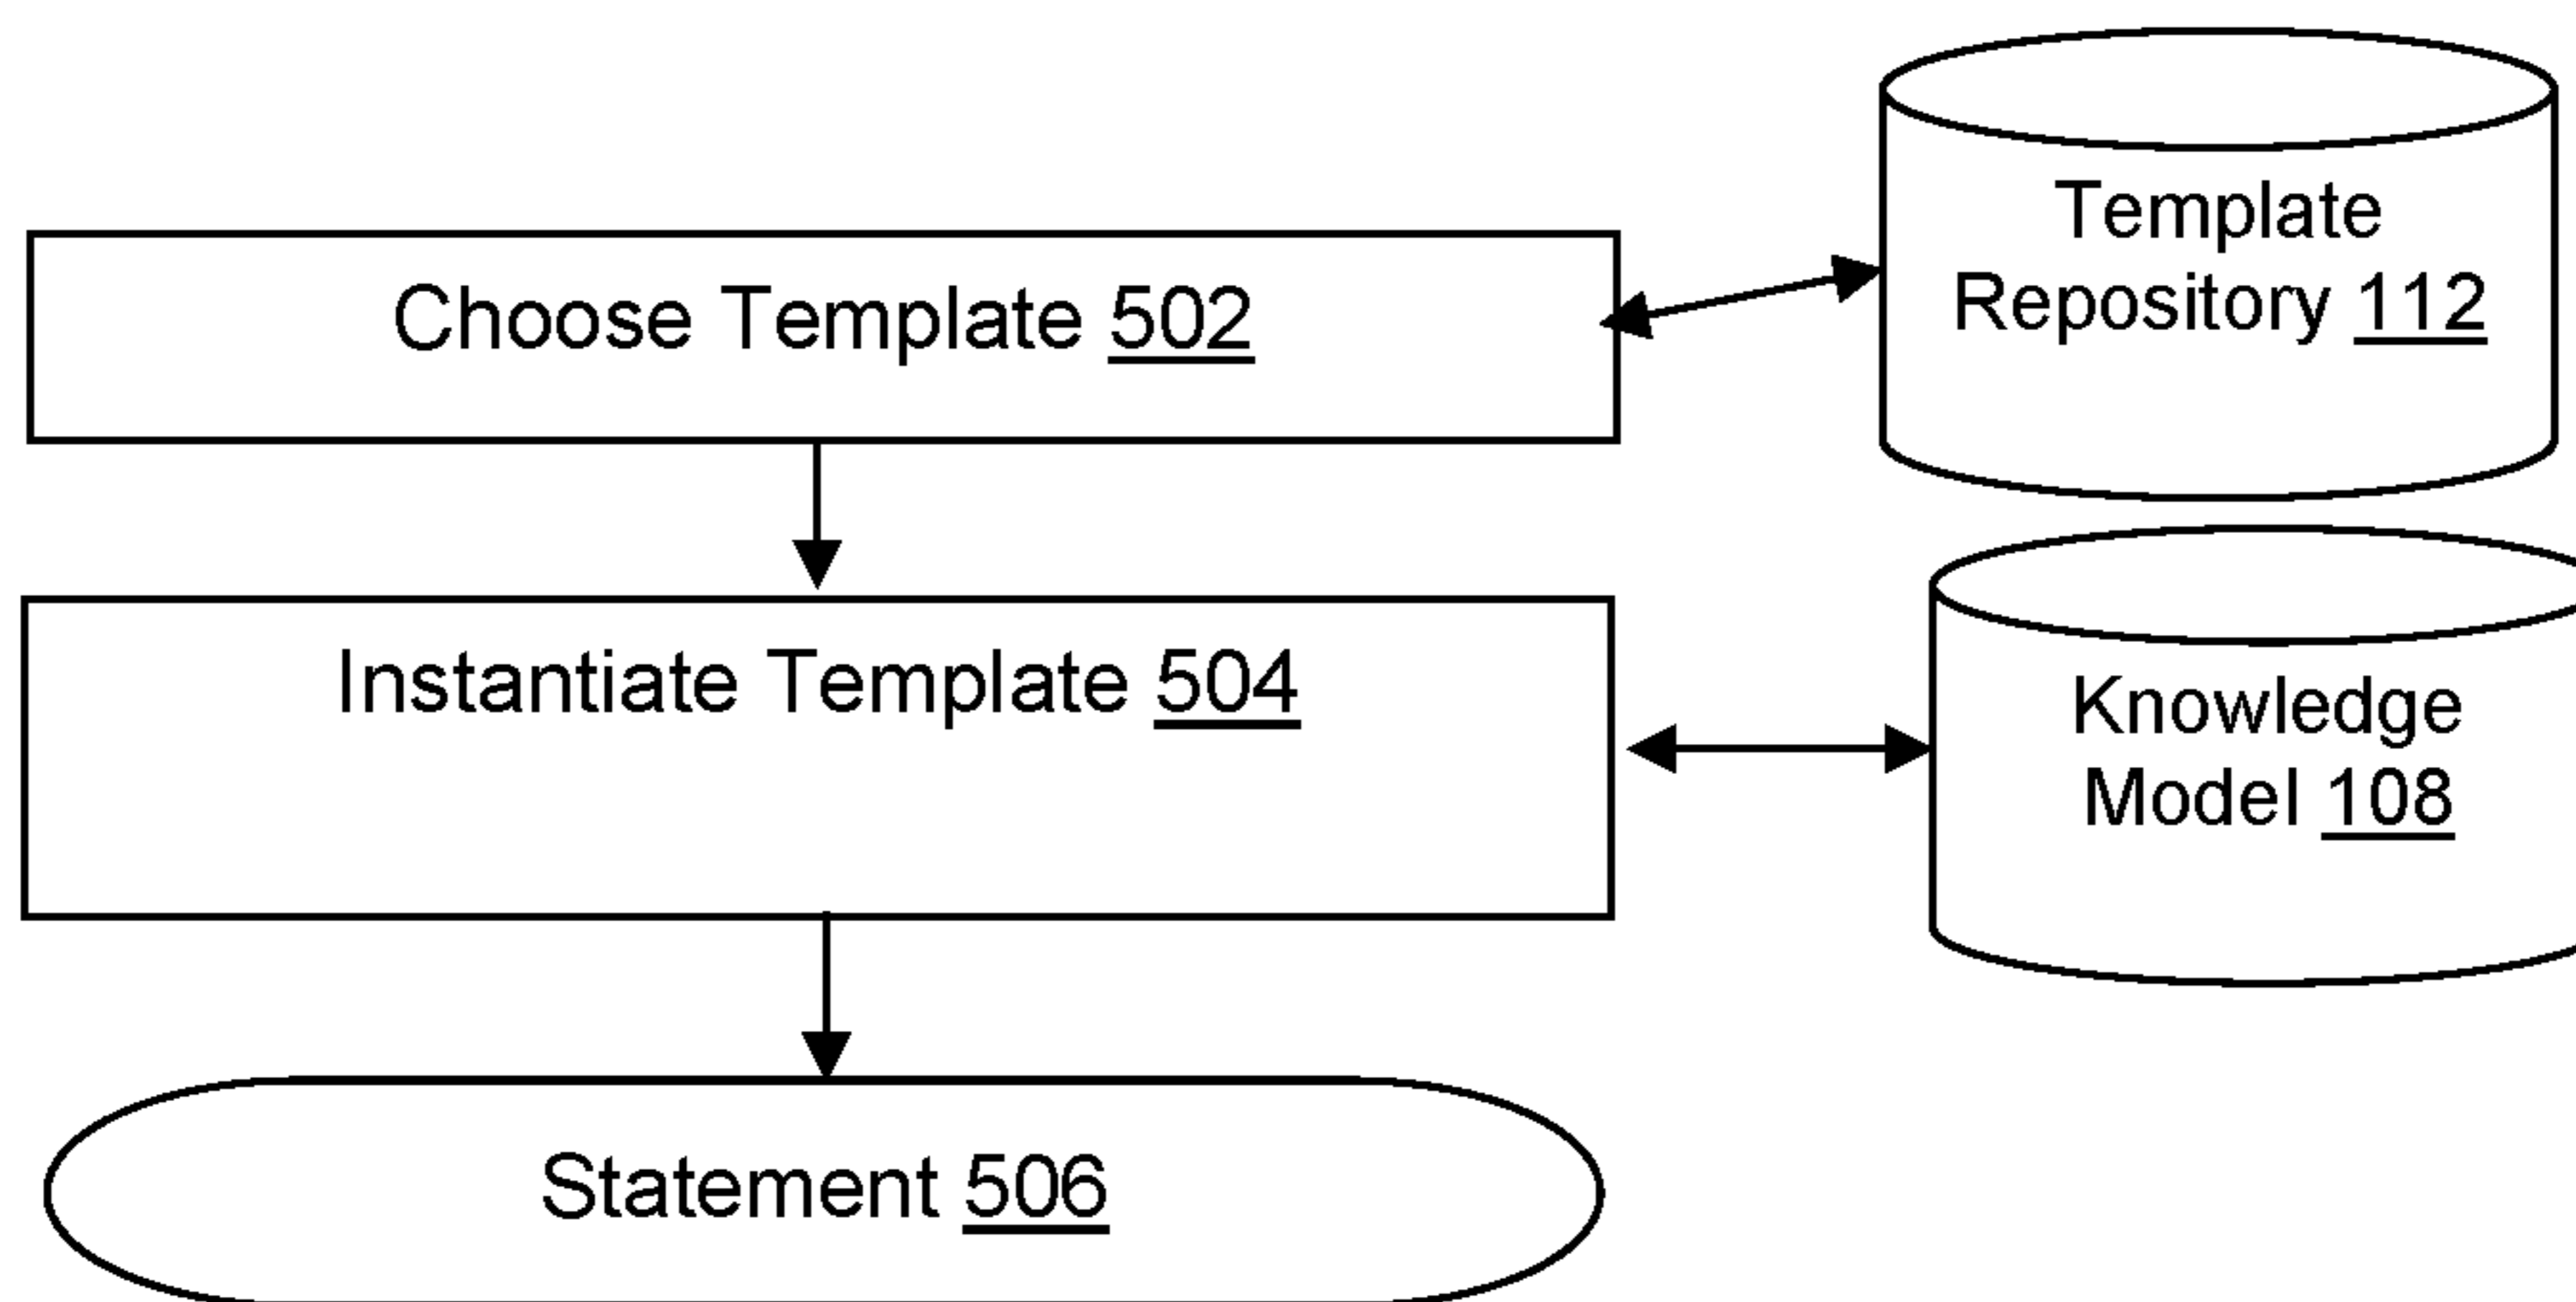 Template
Repository 112
Choose Template 502
Instantiate Template 504
Knowledge
Model 108
Statement 506